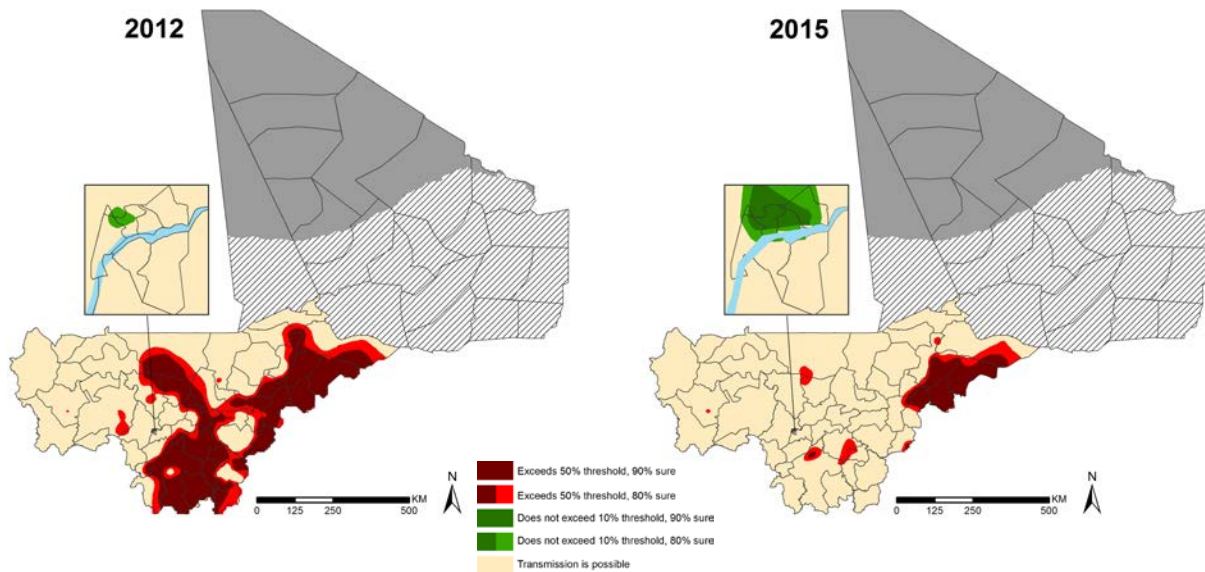 2012
2015
N
KM
0 125 250 500
N
KM
0 125 250 500
Exceeds 50% threshold, 90% sure
Exceeds 50% threshold, 80% sure
Does not exceed 10% threshold, 90% sure
Does not exceed 10% threshold, 80% sure
Transmission is possible